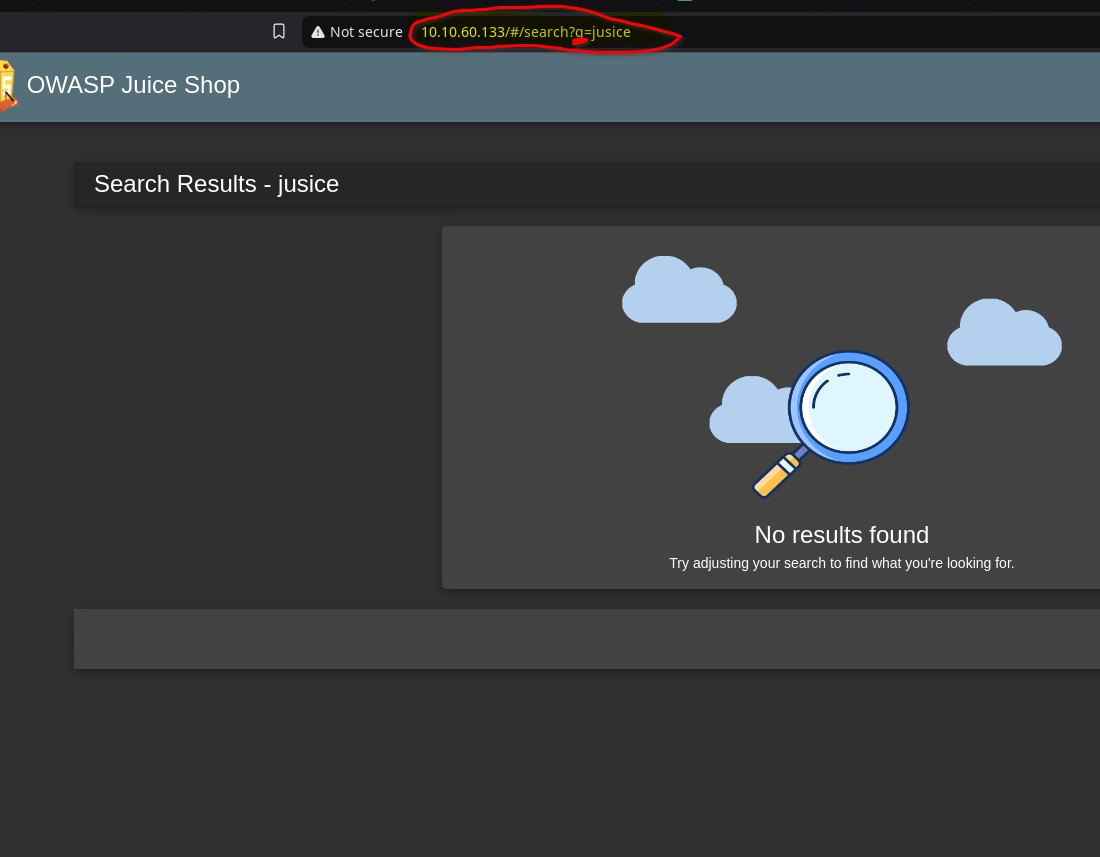 Not secure 10.10.60.133/#/search?q=jusice
OWASP Juice Shop
Search Results - jusice
No results found
Try adjusting your search to find what you're looking for.